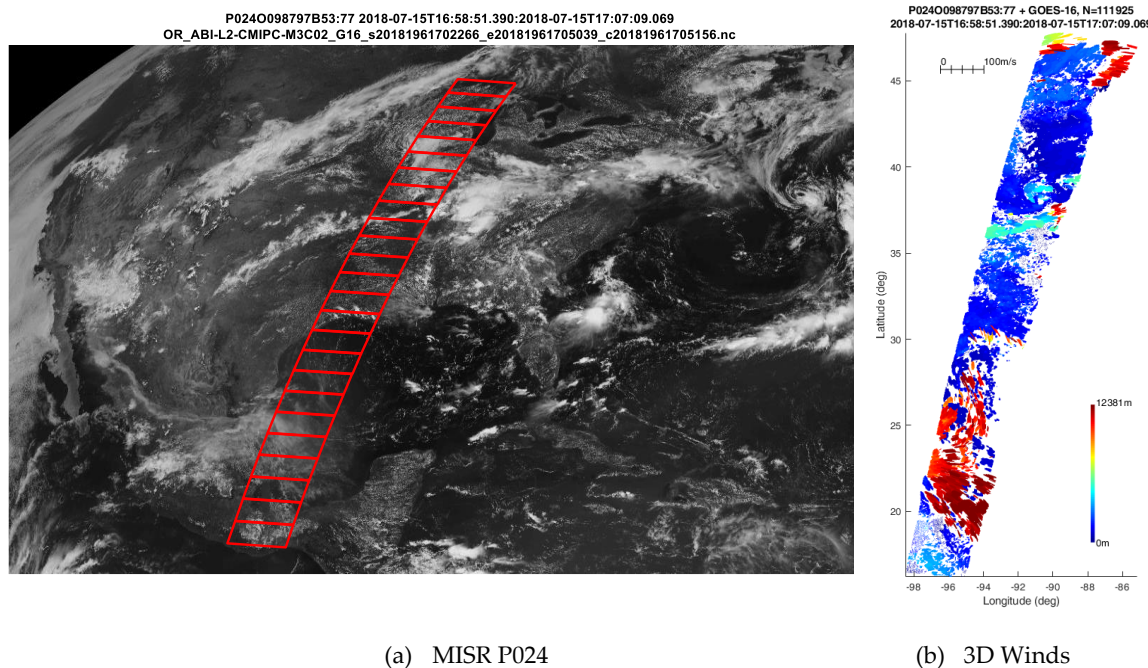 P024O098797B53:77 2018-07-15T16:58:51.390:2018-07-15T17:07:09.069
OR_ABI-L2-CMIPC-M3C02_G16_s20181961702266_e20181961705039_c20181961705156.nc
(a) MISR P024
P024O098797B53:77 + GOES-16, N=111925
2018-07-15T16:58:51.390:2018-07-15T17:07:09.069
0 100m/s
45
40
35
30
25
20
Latitude (deg)
12381m
0m
-98 -96 -94 -92 -90 -88 -86
Longitude (deg)
(b) 3D Winds